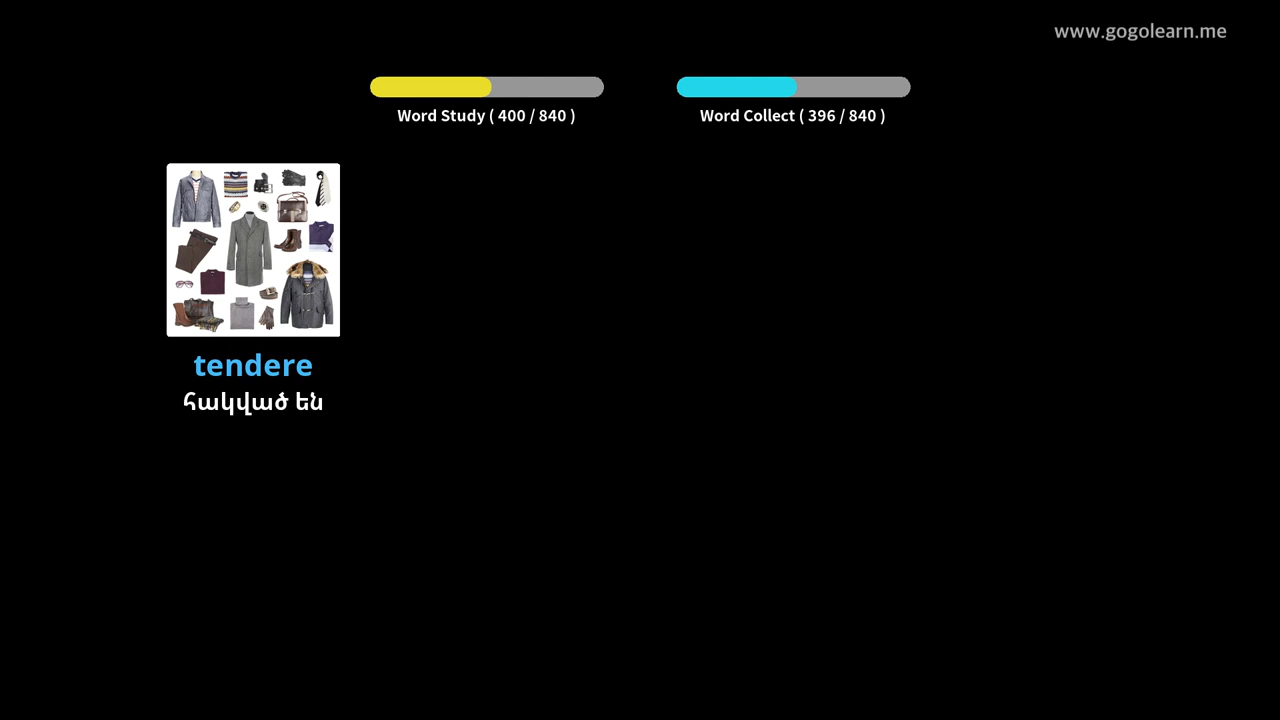 www.gogolearn.me
Word Study ( 400 / 840 )
Word Collect ( 396 / 840 )
tendere
հակված են